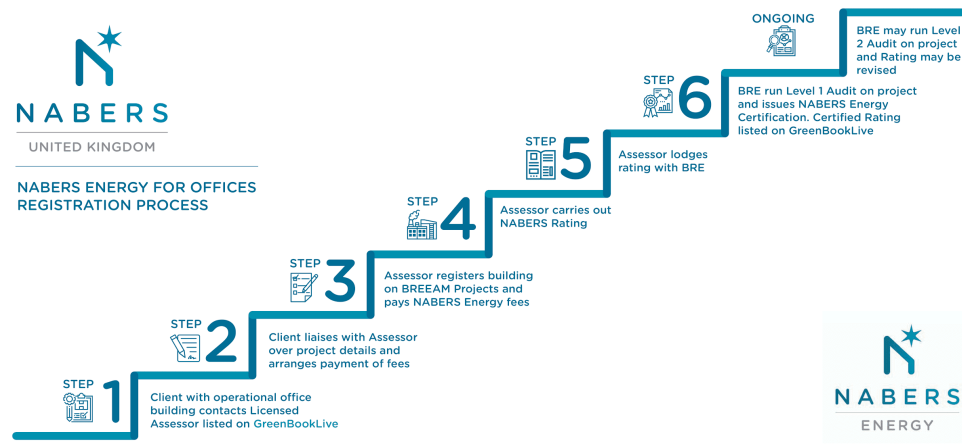 NABERS
UNITED KINGDOM
NABERS ENERGY FOR OFFICES
REGISTRATION PROCESS
STEP
1
Client with operational office
building contacts Licensed
Assessor listed on GreenBookLive
STEP
2
Client liaises with Assessor
over project details and
arranges payment of fees
STEP
3
Assessor registers building
on BREEAM Projects and
pays NABERS Energy fees
STEP
4
Assessor carries out
NABERS Rating
STEP
5
Assessor lodges
rating with BRE
STEP
6
BRE run Level 1 Audit on project
and issues NABERS Energy
Certification. Certified Rating
listed on GreenBookLive
ONGOING
BRE may run Level
2 Audit on project
and Rating may be
revised
NABERS
ENERGY